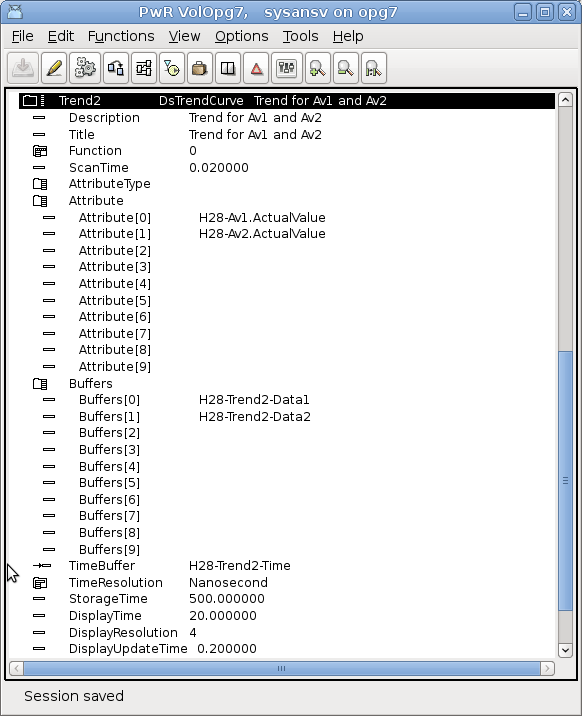 PwR VolOpg7,   sysansv on opg7
File Edit Functions View Options Tools Help
Trend2 DsTrendCurve Trend for Av1 and Av2
Description Trend for Av1 and Av2
Title Trend for Av1 and Av2
Function 0
ScanTime 0.020000
AttributeType
Attribute
Attribute[0] H28-Av1.ActualValue
Attribute[1] H28-Av2.ActualValue
Attribute[2]
Attribute[3]
Attribute[4]
Attribute[5]
Attribute[6]
Attribute[7]
Attribute[8]
Attribute[9]
Buffers
Buffers[0] H28-Trend2-Data1
Buffers[1] H28-Trend2-Data2
Buffers[2]
Buffers[3]
Buffers[4]
Buffers[5]
Buffers[6]
Buffers[7]
Buffers[8]
Buffers[9]
TimeBuffer H28-Trend2-Time
TimeResolution Nanosecond
StorageTime 500.000000
DisplayTime 20.000000
DisplayResolution 4
DisplayUpdateTime 0.200000
Session saved